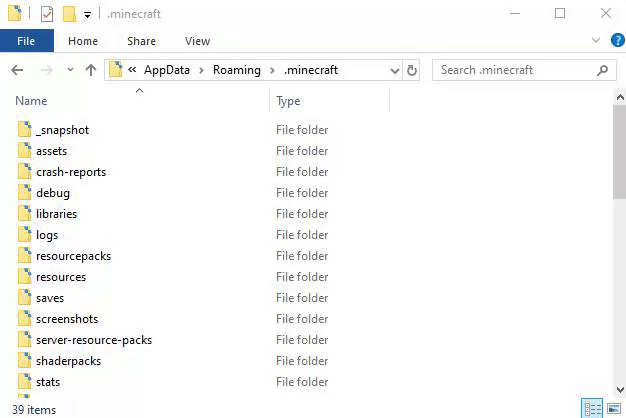 .minecraft
File Home Share View
« AppData > Roaming > .minecraft Search .minecraft
Name Type
_snapshot File folder
assets File folder
crash-reports File folder
debug File folder
libraries File folder
logs File folder
resourcepacks File folder
resources File folder
saves File folder
screenshots File folder
server-resource-packs File folder
shaderpacks File folder
stats File folder
39 items